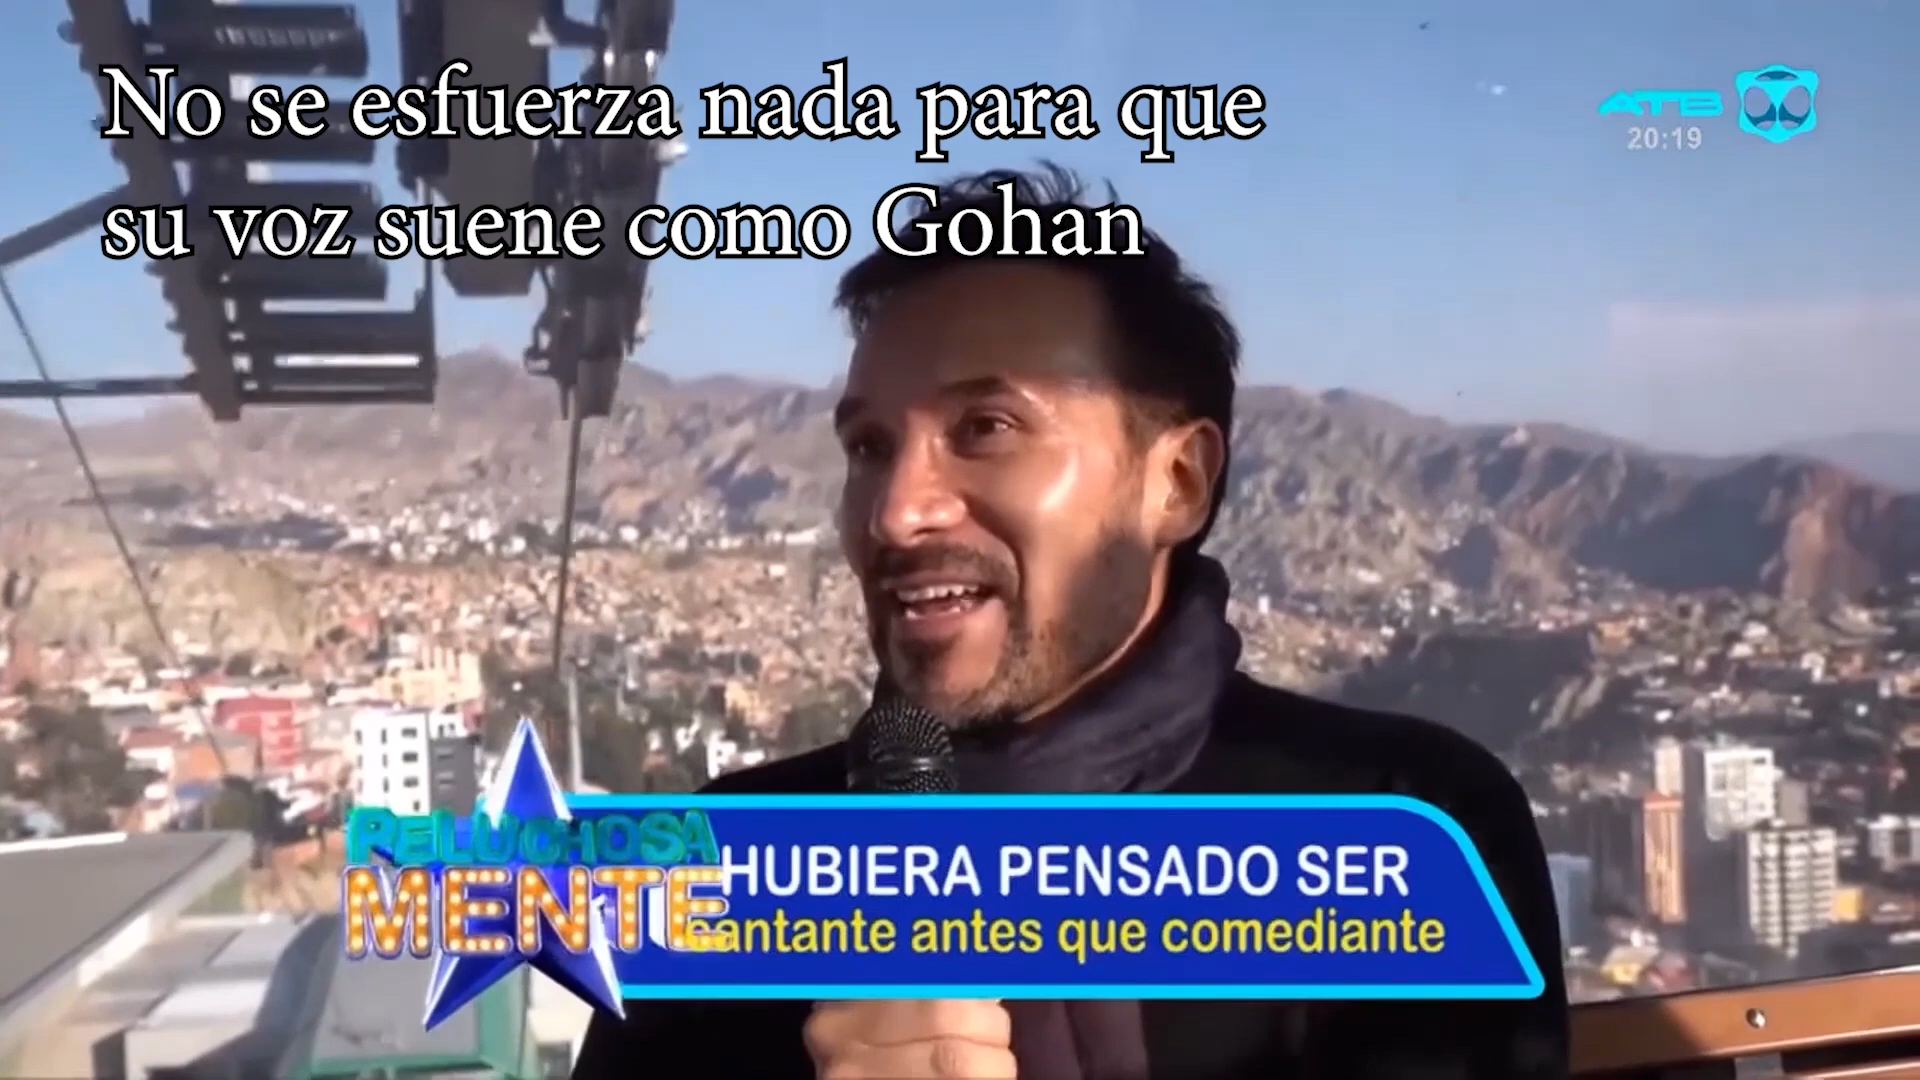 No se esfuerza nada para que
su voz suene como Gohan
ATB
20:19
PELUCHOSA
MENTE
HUBIERA PENSADO SER
cantante antes que comediante